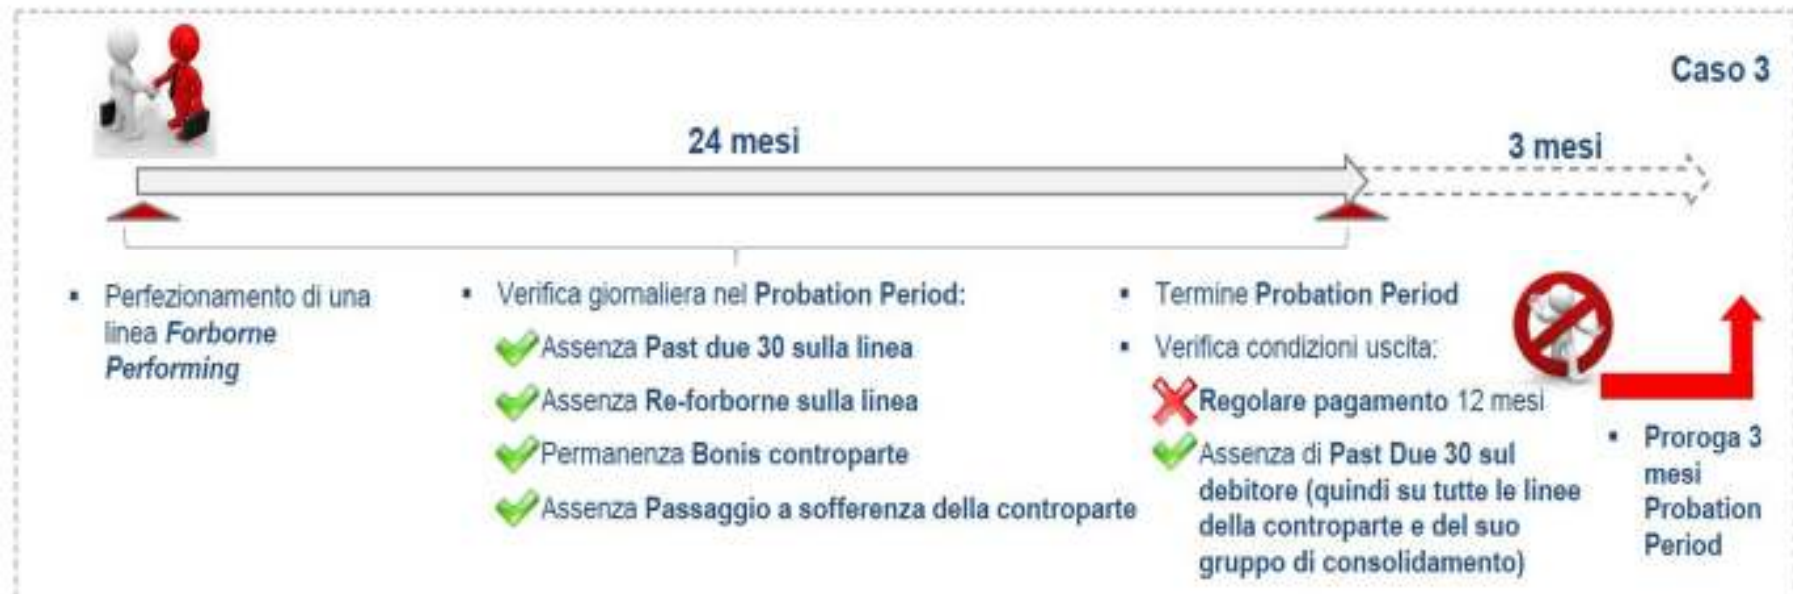 Caso 3
24 mesi
3 mesi
▪ Perfezionamento di una
linea Forborne
Performing
▪ Verifica giornaliera nel Probation Period:
Assenza Past due 30 sulla linea
Assenza Re-forborne sulla linea
Permanenza Bonis controparte
Assenza Passaggio a sofferenza della controparte
▪ Termine Probation Period
▪ Verifica condizioni uscita:
Regolare pagamento 12 mesi
Assenza di Past Due 30 sul
debitore (quindi su tutte le linee
della controparte e del suo
gruppo di consolidamento)
▪ Proroga 3
mesi
Probation
Period